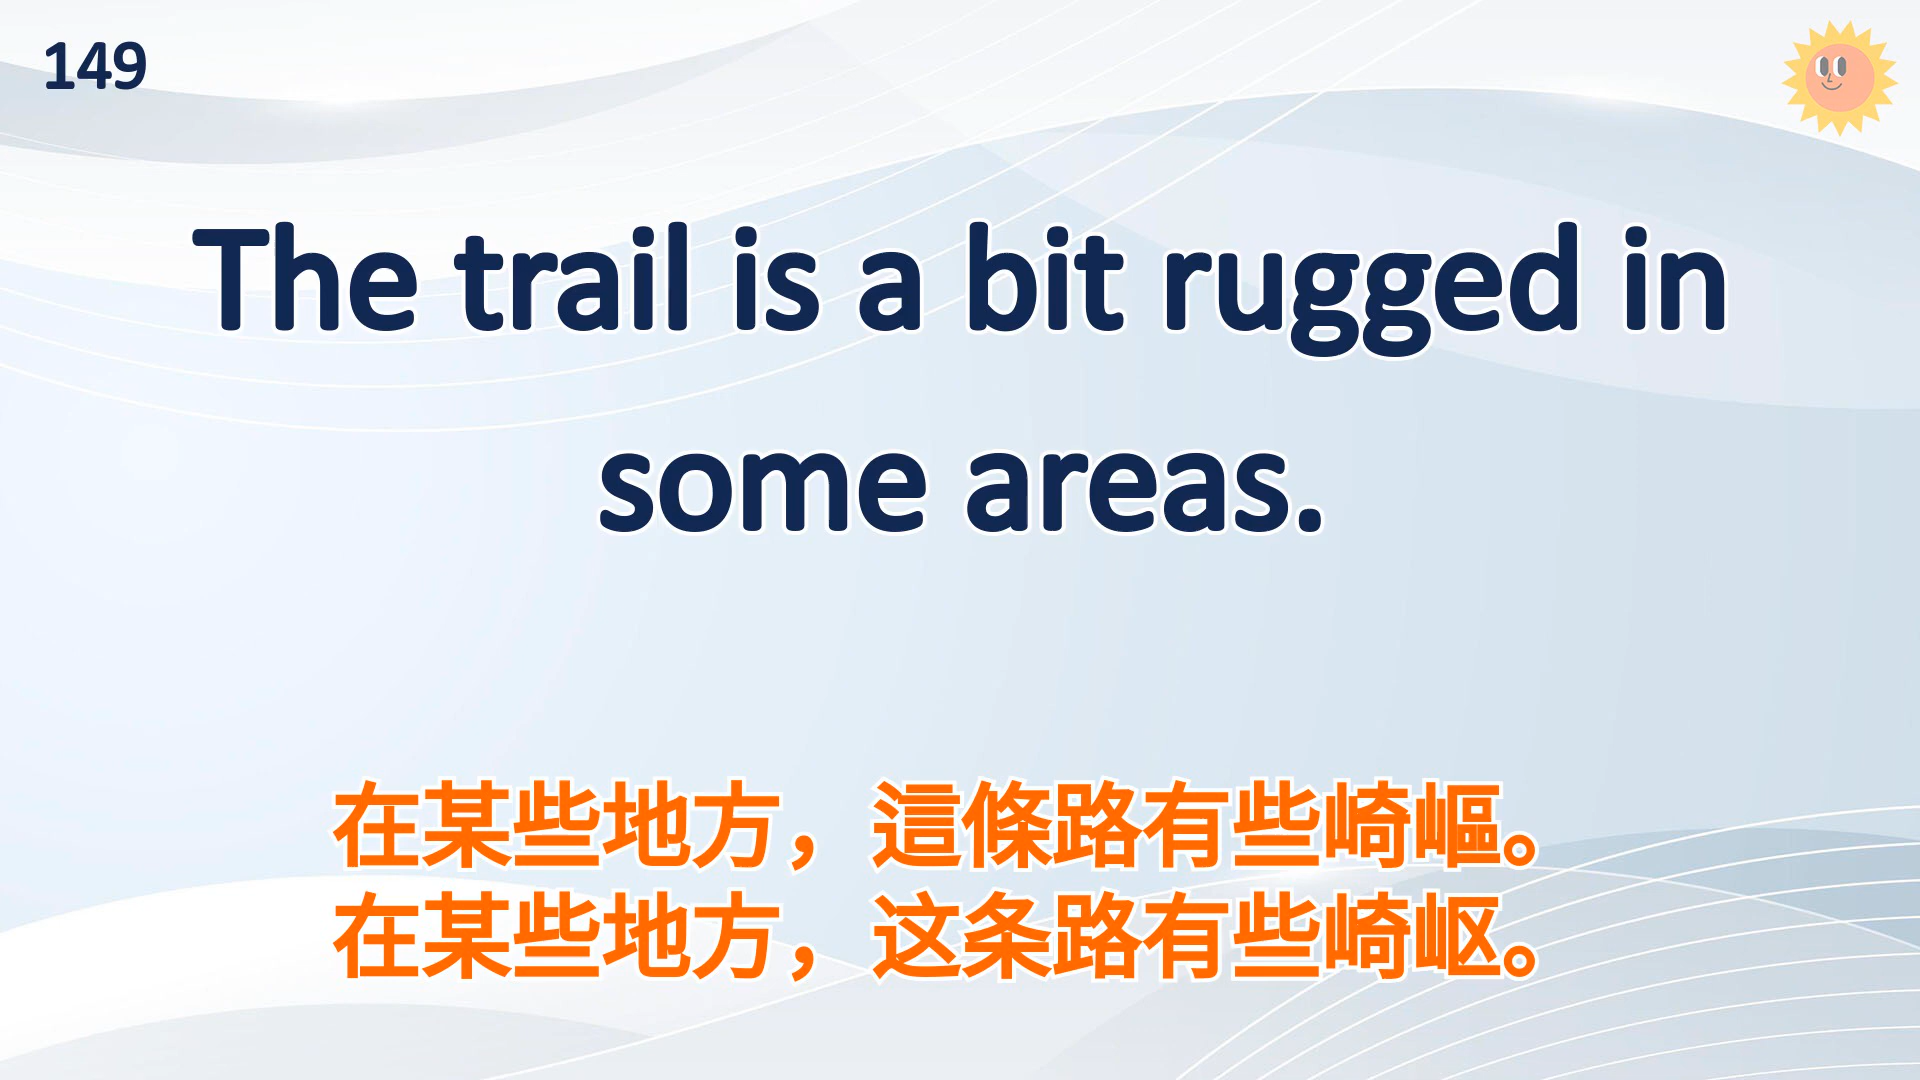 149
The trail is a bit rugged in
some areas.
在某些地方，這條路有些崎嶇。
在某些地方，这条路有些崎岖。